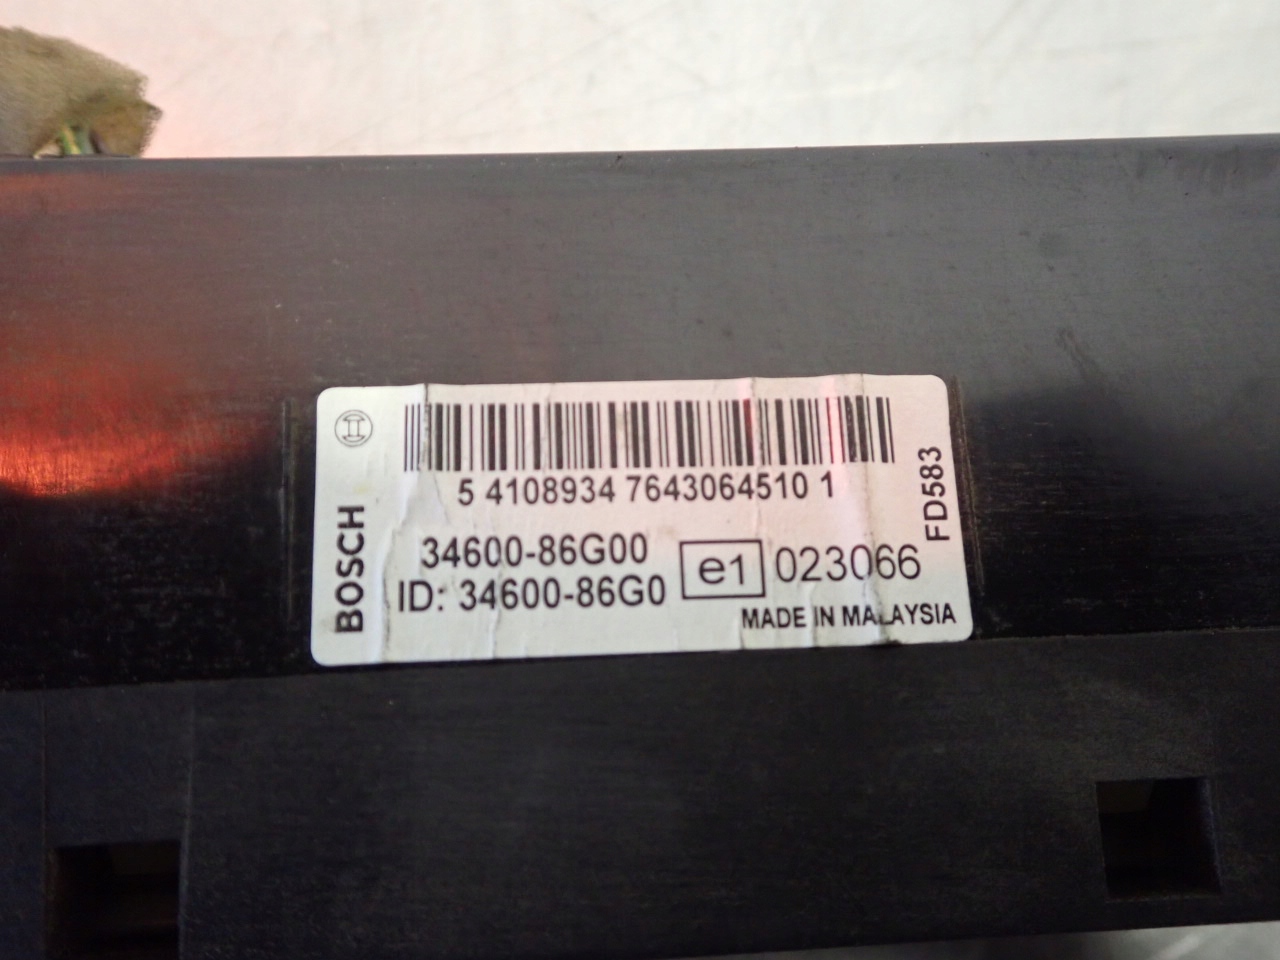 5 4108934 7643064510 1
34600-86G00
ID: 34600-86G0
e1 023066
MADE IN MALAYSIA
BOSCH
FD583